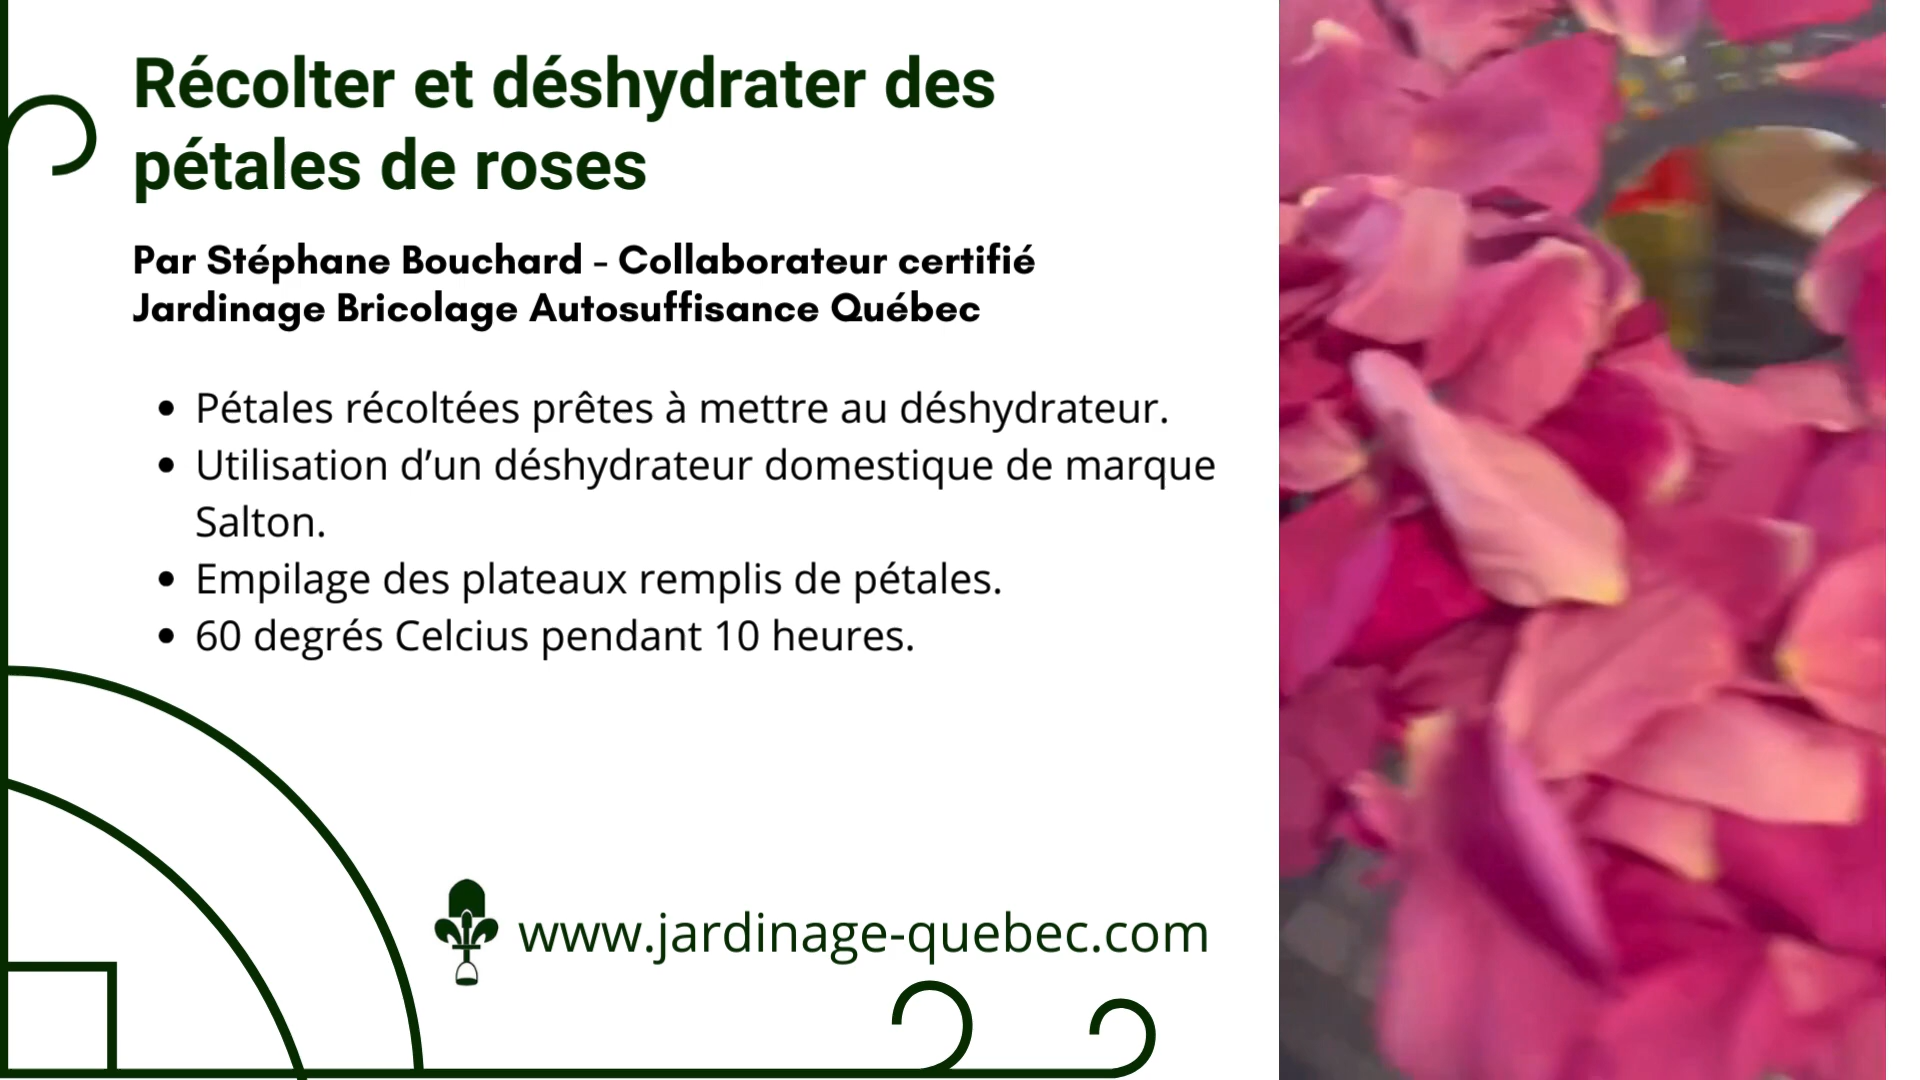 Récolter et déshydrater des
pétales de roses
Par Stéphane Bouchard – Collaborateur certifié
Jardinage Bricolage Autosuffisance Québec
• Pétales récoltées prêtes à mettre au déshydrateur.
• Utilisation d’un déshydrateur domestique de marque
Salton.
• Empilage des plateaux remplis de pétales.
• 60 degrés Celcius pendant 10 heures.
www.jardinage-quebec.com